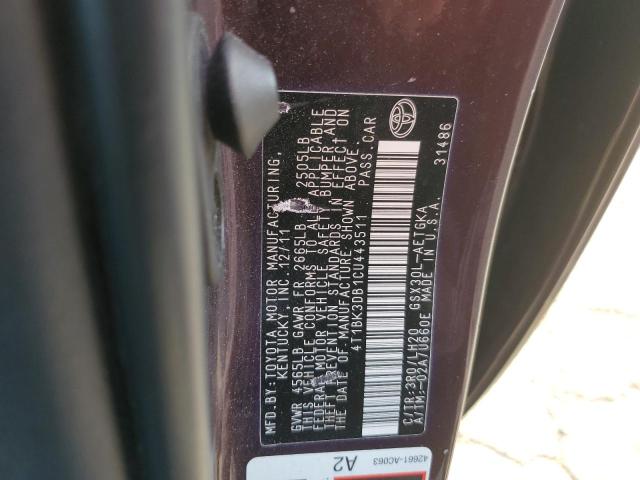 MFD.BY:TOYOTA MOTOR MANUFACTURING,
KENTUCKY, INC. 12/11
GVWR 4565LB GAWR FR 2665LB 2505LB
THIS VEHICLE CONFORMS TO ALL APPLICABLE
FEDERAL MOTOR VEHICLE SAFETY BUMPER, AND
THEFT PREVENTION STANDARDS IN EFFECT ON
THE DATE OF MANUFACTURE SHOWN ABOVE.
4T1BK3DB1CU443511 PASS.CAR
C/TR:3R0/LH20 GSX30L-AETGKA
A/TM:-02A/U660E MADE IN U.S.A. 31486
42661-AC063
A2